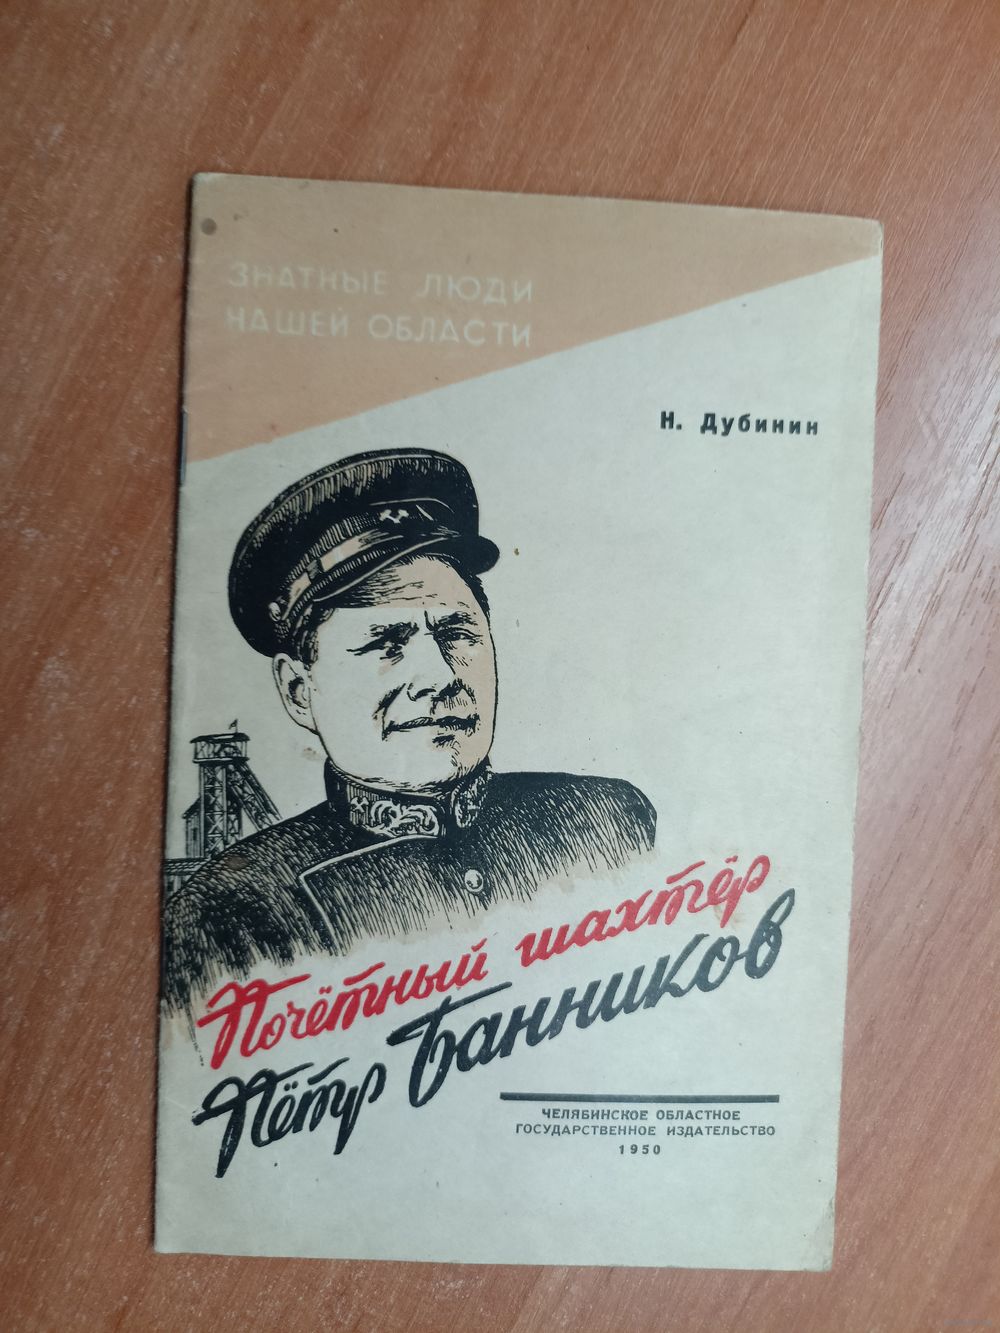 ЗНАТНЫЕ ЛЮДИ
НАШЕЙ ОБЛАСТИ
Н. Дубинин
Почётный шахтёр
Пётр Банников
ЧЕЛЯБИНСКОЕ ОБЛАСТНОЕ
ГОСУДАРСТВЕННОЕ ИЗДАТЕЛЬСТВО
1950